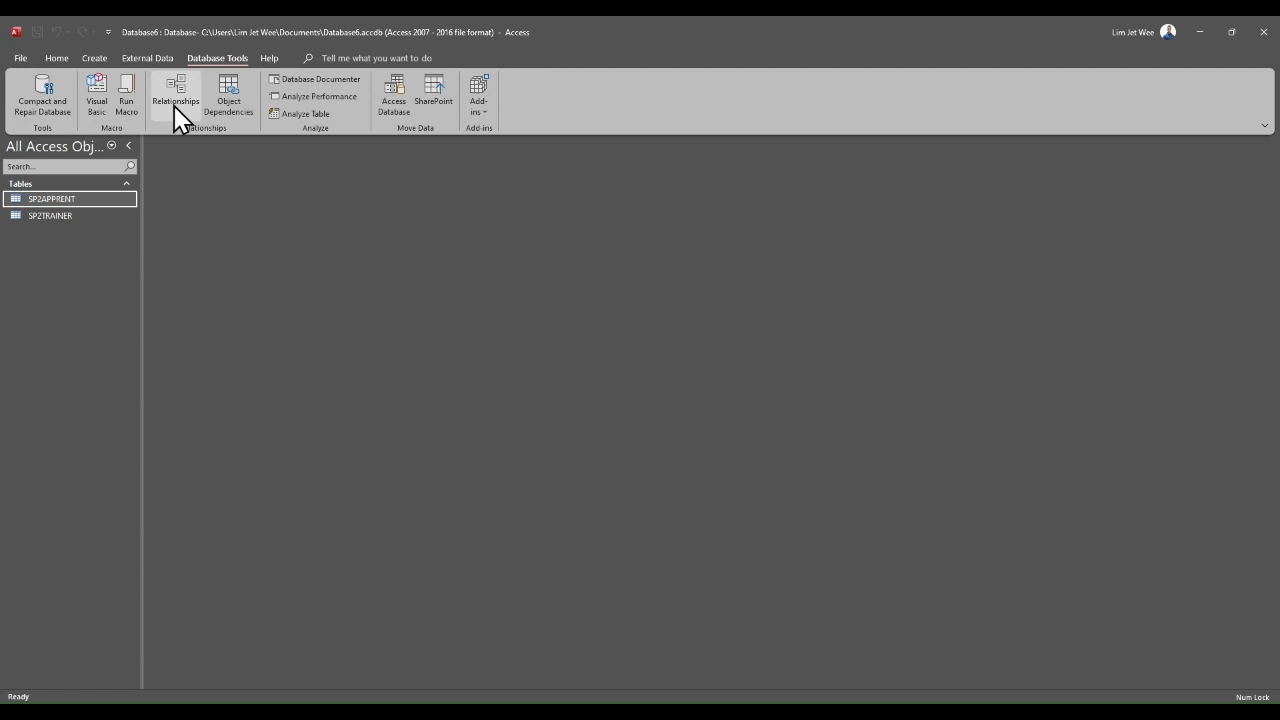 Database6 : Database- C:\Users\Lim Jet Wee\Documents\Database6.accdb (Access 2007 - 2016 file format) - Access
Lim Jet Wee
File Home Create External Data Database Tools Help Tell me what you want to do
Compact and Repair Database
Visual Basic
Run Macro
Relationships
Object Dependencies
Database Documenter
Analyze Performance
Analyze Table
Access Database
SharePoint
Add-ins
Tools Macro Analyze Move Data Add-ins
All Access Obj...
Search...
Tables
SP2APPRENT
SP2TRAINER
Ready
Num Lock